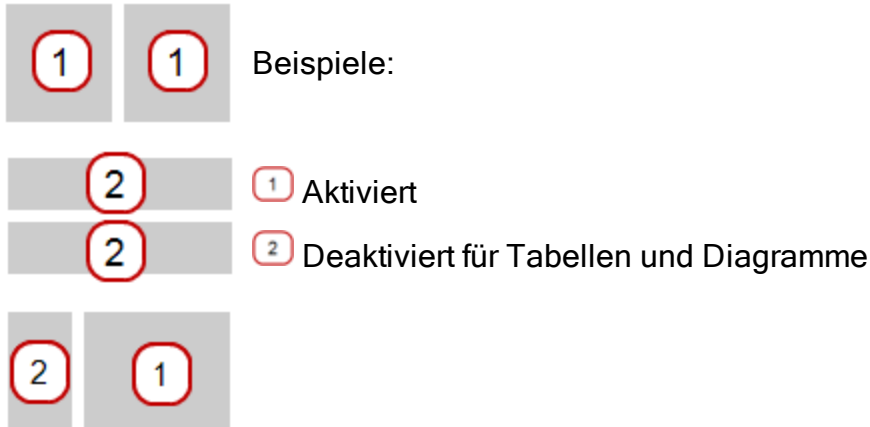 1 1 Beispiele:
2 1 Aktiviert
2 2 Deaktiviert für Tabellen und Diagramme
2 1